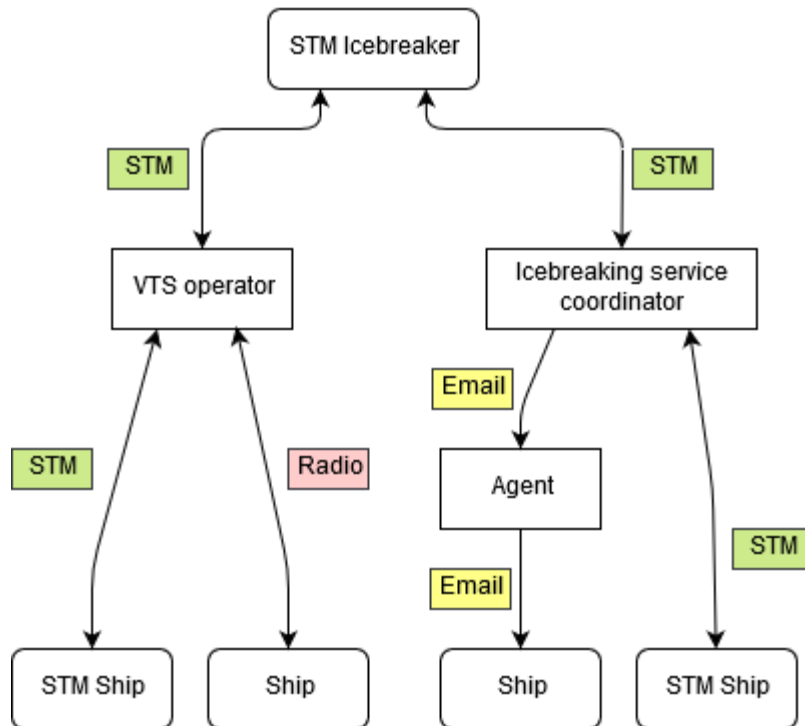 STM Icebreaker
STM
STM
VTS operator
Icebreaking service
coordinator
Email
STM
Radio
Agent
STM
Email
STM Ship
Ship
Ship
STM Ship